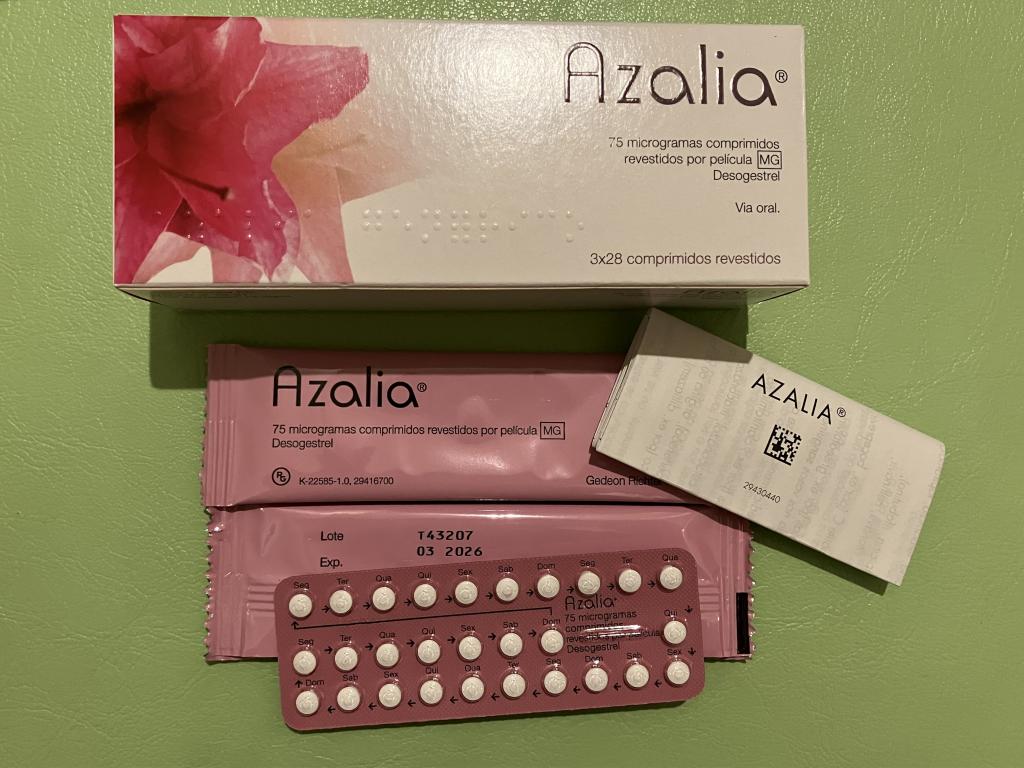 Azalia®
75 microgramas comprimidos
revestidos por película MG
Desogestrel
Via oral.
3x28 comprimidos revestidos
Azalia®
75 microgramas comprimidos revestidos por película MG
Desogestrel
RG K-22585-1.0, 29416700
Gedeon Richter
AZALIA®
29430440
Lote T43207
03 2026
Exp.
Seg Ter Qua Qui Sex Sab Dom Seg Ter Qua
Azalia®
75 microgramas
comprimidos
revestidos por película
Desogestrel
Qui
Seg Ter Qua Qui Sex Sab Dom
Sex
Dom Sab Sex Qui Qua Ter Seg Dom Sab